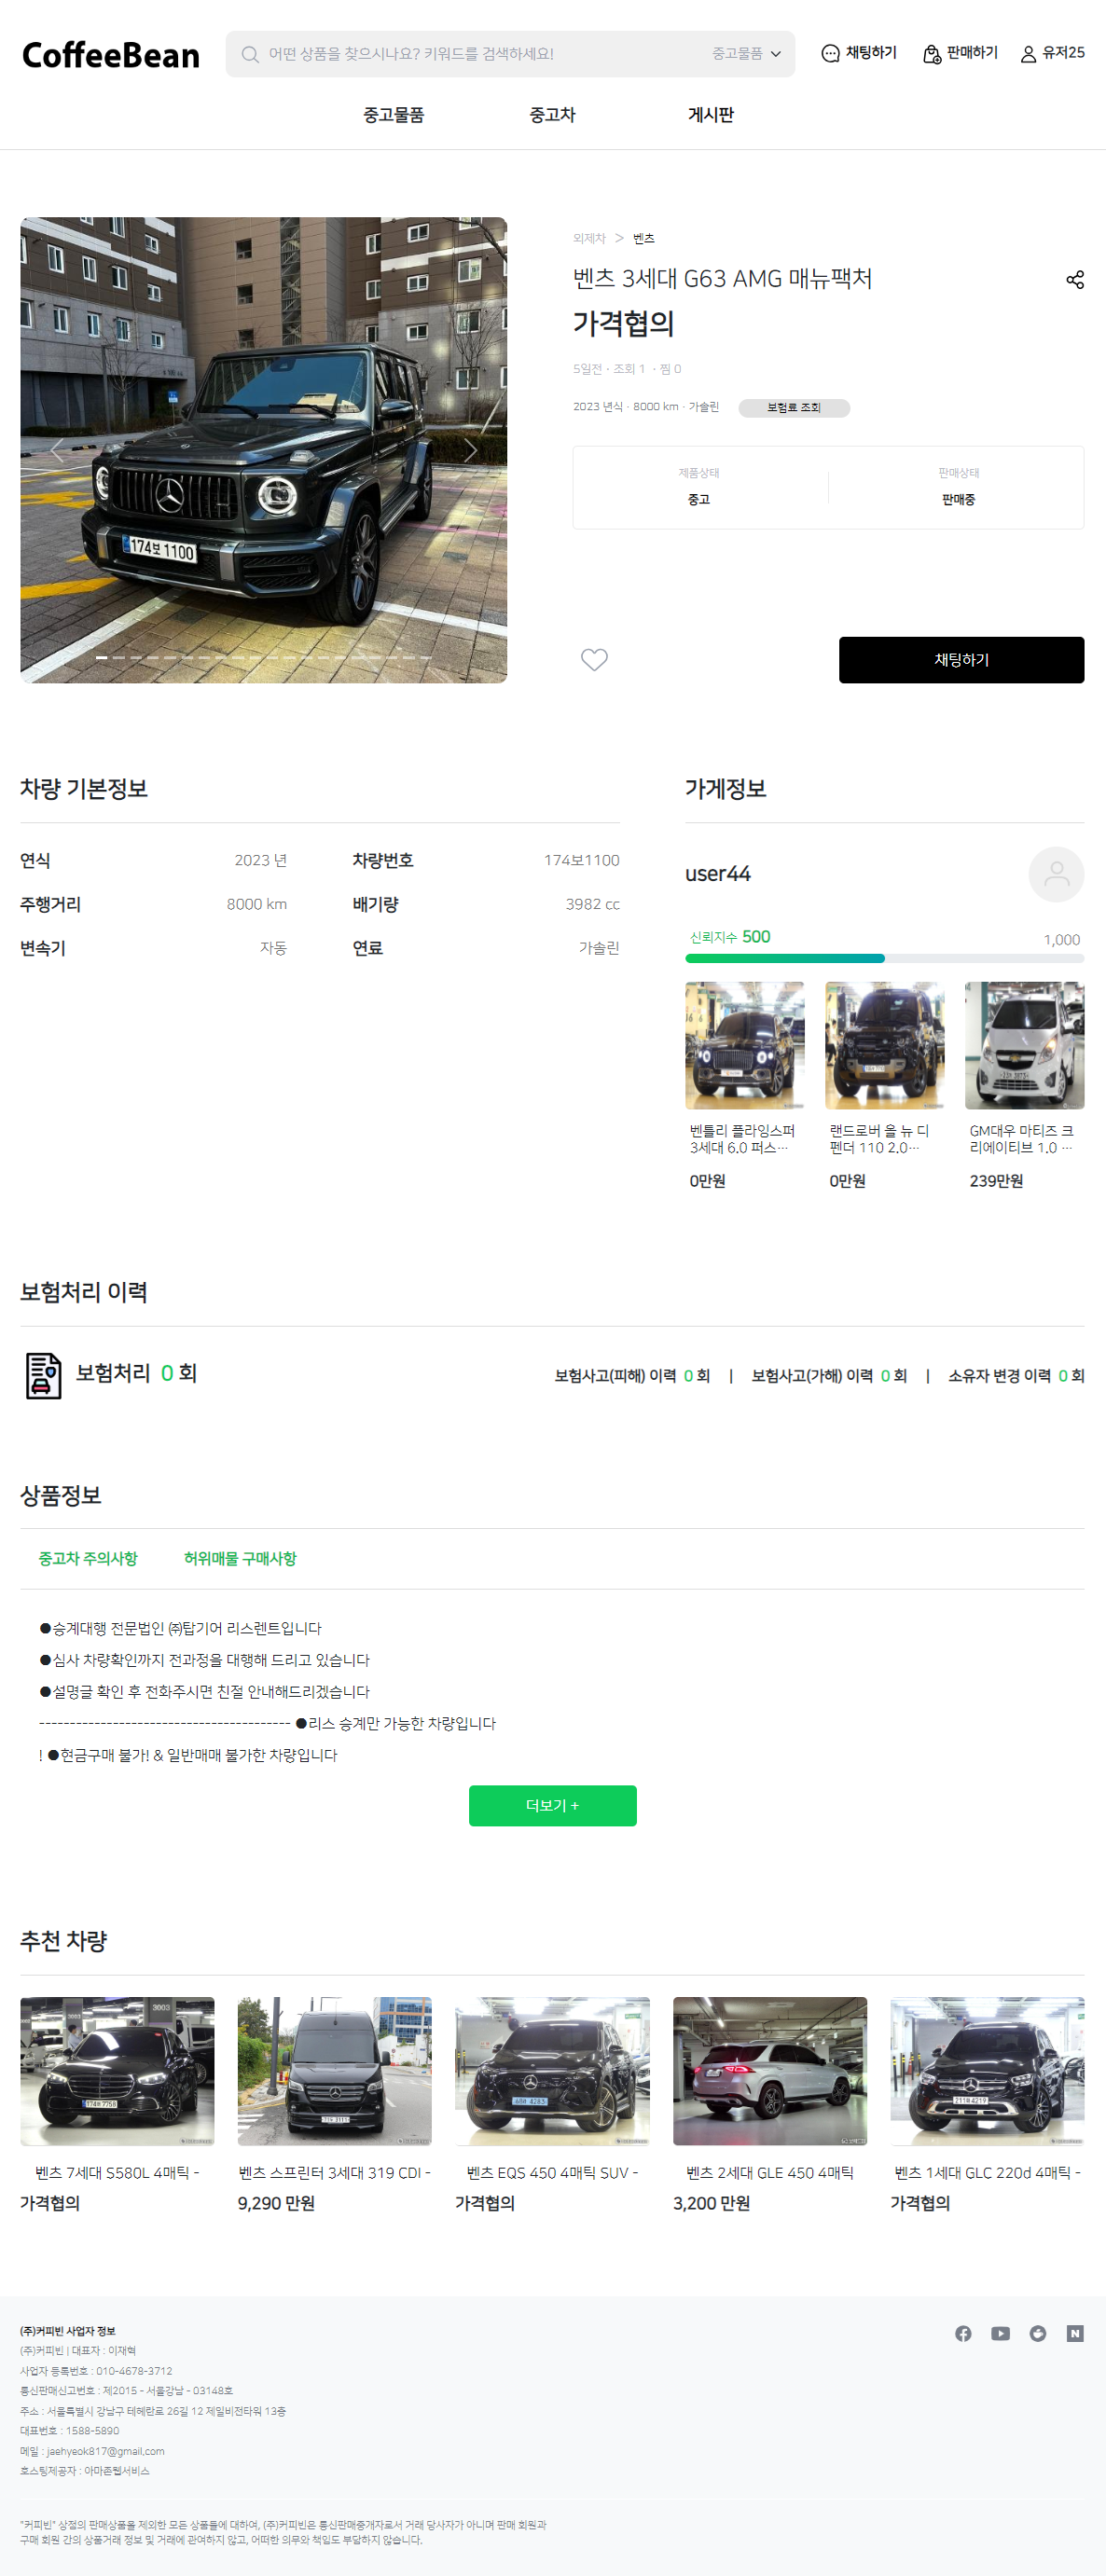 CoffeeBean
어떤 상품을 찾으시나요? 키워드를 검색하세요!
중고물품
채팅하기
판매하기
유저25
중고물품
중고차
게시판
외제차 > 벤츠
벤츠 3세대 G63 AMG 매뉴팩처
가격협의
5일전 · 조회 1 · 찜 0
2023 년식 · 8000 km · 가솔린
보험료 조회
제품상태
중고
판매상태
판매중
174보 1100
채팅하기
차량 기본정보
연식 2023 년 차량번호 174보1100
주행거리 8000 km 배기량 3982 cc
변속기 자동 연료 가솔린
가게정보
user44
신뢰지수 500
1,000
벤틀리 플라잉스퍼
3세대 6.0 퍼스…
0만원
랜드로버 올 뉴 디
펜더 110 2.0…
0만원
GM대우 마티즈 크
리에이티브 1.0 …
239만원
보험처리 이력
보험처리 0 회
보험사고(피해) 이력 0 회 | 보험사고(가해) 이력 0 회 | 소유자 변경 이력 0 회
상품정보
중고차 주의사항 허위매물 구매사항
●승계대행 전문법인 ㈜탑기어 리스렌트입니다
●심사 차량확인까지 전과정을 대행해 드리고 있습니다
●설명글 확인 후 전화주시면 친절 안내해드리겠습니다
----------------------------------------- ●리스 승계만 가능한 차량입니다
! ●현금구매 불가! & 일반매매 불가한 차량입니다
더보기 +
추천 차량
3003
벤츠 7세대 S580L 4매틱 -
가격협의
벤츠 스프린터 3세대 319 CDI -
9,290 만원
벤츠 EQS 450 4매틱 SUV -
가격협의
벤츠 2세대 GLE 450 4매틱
3,200 만원
벤츠 1세대 GLC 220d 4매틱 -
가격협의
(주)커피빈 사업자 정보
(주)커피빈 | 대표자 : 이재혁
사업자 등록번호 : 010-4678-3712
통신판매신고번호 : 제2015 - 서울강남 - 03148호
주소 : 서울특별시 강남구 테헤란로 26길 12 제일비전타워 13층
대표번호 : 1588-5890
메일 : jaehyeok817@gmail.com
호스팅제공자 : 아마존웹서비스
"커피빈" 상점의 판매상품을 제외한 모든 상품들에 대하여, (주)커피빈은 통신판매중개자로서 거래 당사자가 아니며 판매 회원과
구매 회원 간의 상품거래 정보 및 거래에 관여하지 않고, 어떠한 의무와 책임도 부담하지 않습니다.